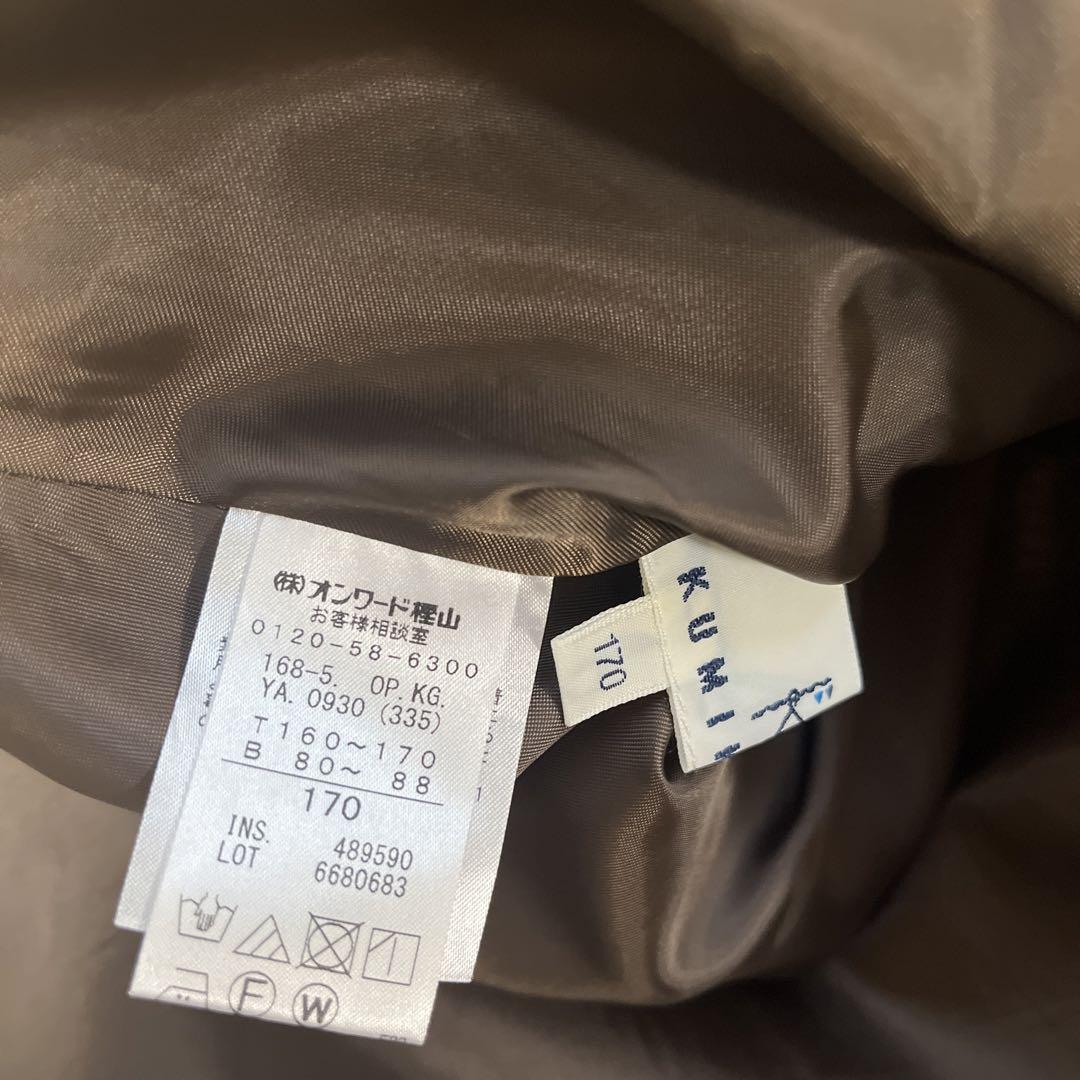 (株)オンワード樫山
お客様相談室
0120-58-6300
168-5. OP. KG.
YA. 0930 (335)
T 160~170
B 80~ 88
170
INS. 489590
LOT 6680683
F W
170
KUMI